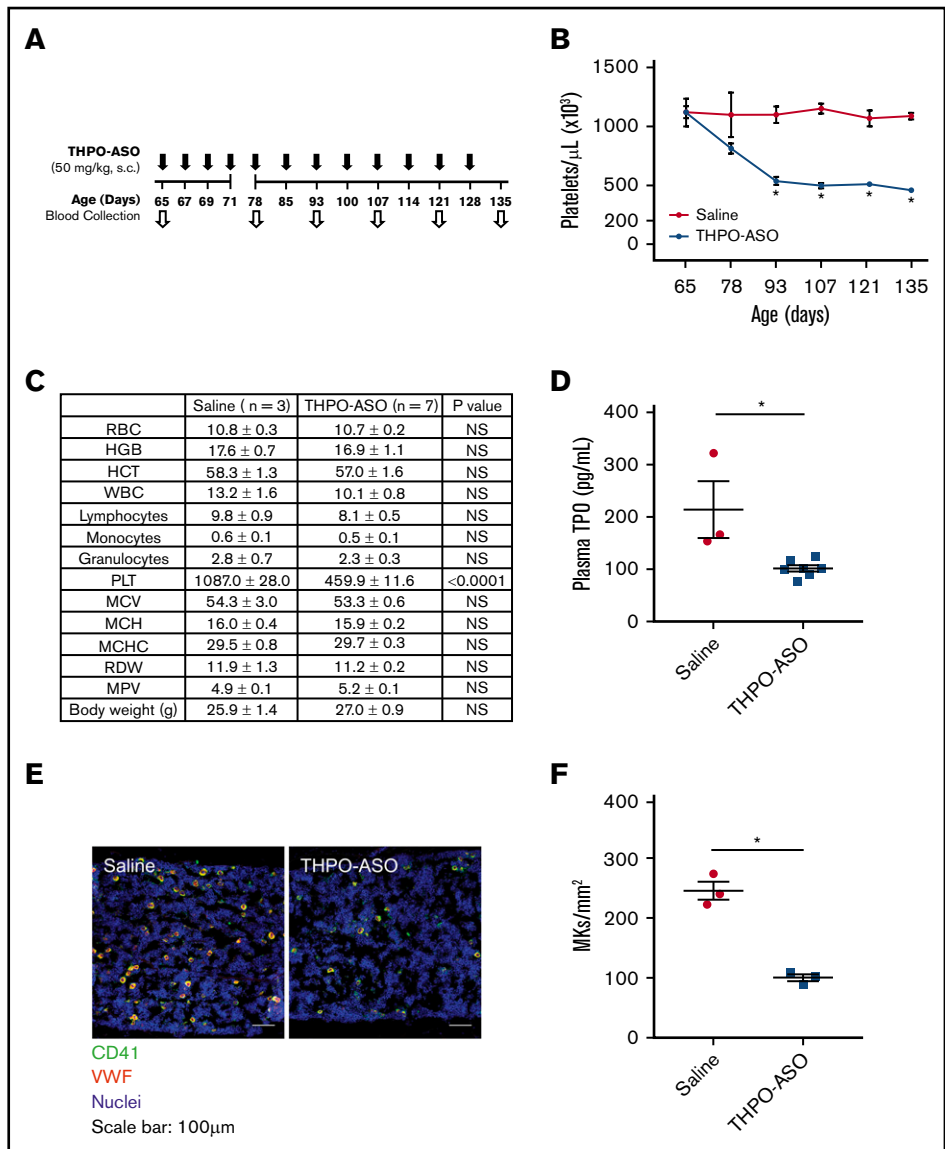 A
THPO-ASO
(50 mg/kg, s.c.)
Age (Days) 65 67 69 71 78 85 93 100 107 114 121 128 135
Blood Collection
B
Platelets/µL (x10³)
1500
1000
500
200
0
Saline
THPO-ASO
* * * *
65 78 93 107 121 135
Age (days)
C
Saline ( n = 3) THPO-ASO (n = 7) P value
RBC 10.8 ± 0.3 10.7 ± 0.2 NS
HGB 17.6 ± 0.7 16.9 ± 1.1 NS
HCT 58.3 ± 1.3 57.0 ± 1.6 NS
WBC 13.2 ± 1.6 10.1 ± 0.8 NS
Lymphocytes 9.8 ± 0.9 8.1 ± 0.5 NS
Monocytes 0.6 ± 0.1 0.5 ± 0.1 NS
Granulocytes 2.8 ± 0.7 2.3 ± 0.3 NS
PLT 1087.0 ± 28.0 459.9 ± 11.6 <0.0001
MCV 54.3 ± 3.0 53.3 ± 0.6 NS
MCH 16.0 ± 0.4 15.9 ± 0.2 NS
MCHC 29.5 ± 0.8 29.7 ± 0.3 NS
RDW 11.9 ± 1.3 11.2 ± 0.2 NS
MPV 4.9 ± 0.1 5.2 ± 0.1 NS
Body weight (g) 25.9 ± 1.4 27.0 ± 0.9 NS
D
Plasma TPO (pg/mL)
400
300
200
100
0
*
Saline
THPO-ASO
E
Saline
THPO-ASO
CD41
VWF
Nuclei
Scale bar: 100µm
F
MKs/mm²
400
300
200
100
0
*
Saline
THPO-ASO